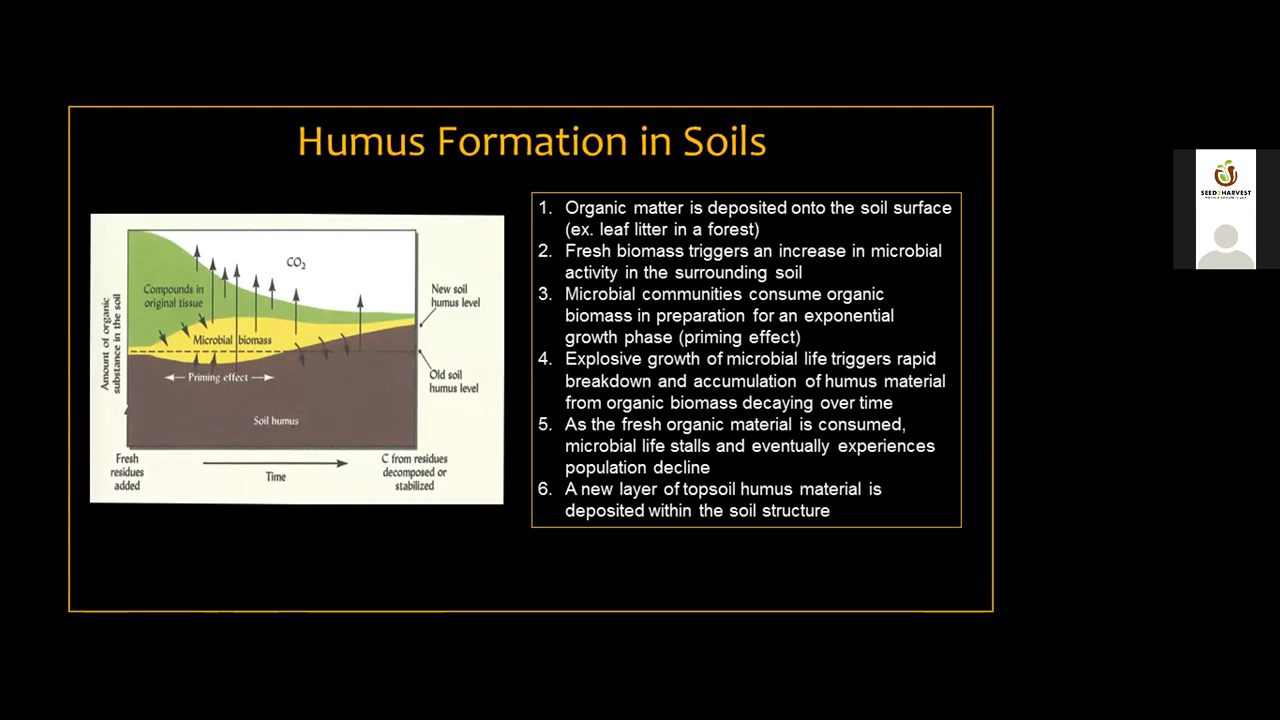 Humus Formation in Soils
Amount of organic
substance in the soil
CO2
Compounds in
original tissue
Microbial biomass
Priming effect
Soil humus
New soil
humus level
Old soil
humus level
Fresh
residues
added
Time
C from residues
decomposed or
stabilized
1. Organic matter is deposited onto the soil surface
(ex. leaf litter in a forest)
2. Fresh biomass triggers an increase in microbial
activity in the surrounding soil
3. Microbial communities consume organic
biomass in preparation for an exponential
growth phase (priming effect)
4. Explosive growth of microbial life triggers rapid
breakdown and accumulation of humus material
from organic biomass decaying over time
5. As the fresh organic material is consumed,
microbial life stalls and eventually experiences
population decline
6. A new layer of topsoil humus material is
deposited within the soil structure